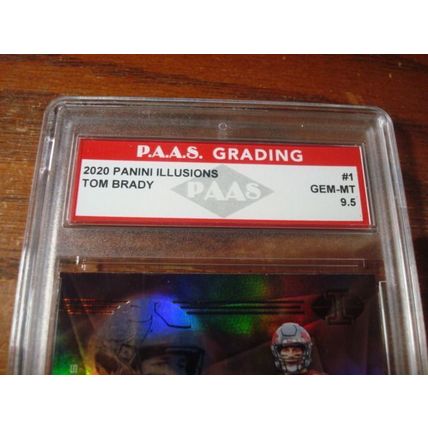 P.A.A.S. GRADING
2020 PANINI ILLUSIONS #1
TOM BRADY GEM-MT
PAAS 9.5